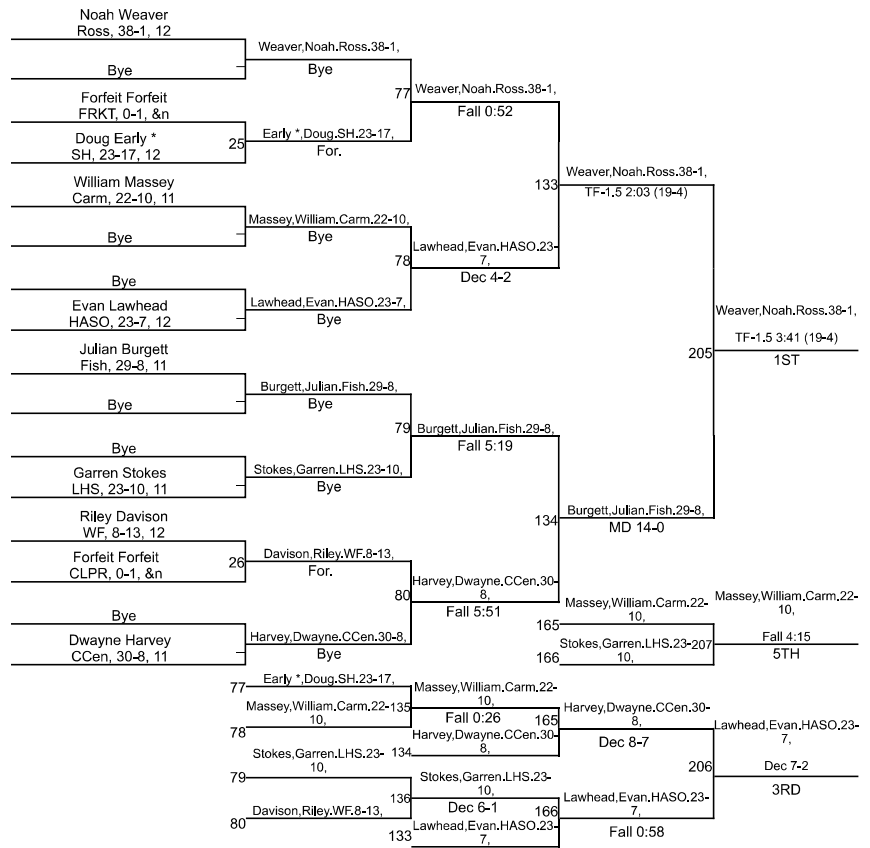 Noah Weaver
Ross, 38-1, 12
Weaver,Noah.Ross.38-1,
Bye
Bye
77
Weaver,Noah.Ross.38-1,
Fall 0:52
Forfeit Forfeit
FRKT, 0-1, &n
25
Early *,Doug.SH.23-17,
For.
Doug Early *
SH, 23-17, 12
133
Weaver,Noah.Ross.38-1,
TF-1.5 2:03 (19-4)
William Massey
Carm, 22-10, 11
Massey,William.Carm.22-10,
Bye
Bye
78
Lawhead,Evan.HASO.23-
7,
Dec 4-2
Bye
Evan Lawhead
HASO, 23-7, 12
Lawhead,Evan.HASO.23-7,
Bye
205
Weaver,Noah.Ross.38-1,
TF-1.5 3:41 (19-4)
1ST
Julian Burgett
Fish, 29-8, 11
Burgett,Julian.Fish.29-8,
Bye
Bye
79
Burgett,Julian.Fish.29-8,
Fall 5:19
Bye
Garren Stokes
LHS, 23-10, 11
Stokes,Garren.LHS.23-10,
Bye
134
Burgett,Julian.Fish.29-8,
MD 14-0
Riley Davison
WF, 8-13, 12
26
Davison,Riley.WF.8-13,
For.
Forfeit Forfeit
CLPR, 0-1, &n
80
Harvey,Dwayne.CCen.30-
8,
Fall 5:51
Bye
Dwayne Harvey
CCen, 30-8, 11
Harvey,Dwayne.CCen.30-8,
Bye
165
Massey,William.Carm.22-
10,
166
Stokes,Garren.LHS.23-
10,
207
Massey,William.Carm.22-
10,
Fall 4:15
5TH
77
Early *,Doug.SH.23-17,
78
Massey,William.Carm.22-
10,
135
Massey,William.Carm.22-
10,
Fall 0:26
134
Harvey,Dwayne.CCen.30-
8,
165
Harvey,Dwayne.CCen.30-
8,
Dec 8-7
79
Stokes,Garren.LHS.23-
10,
80
Davison,Riley.WF.8-13,
136
Stokes,Garren.LHS.23-
10,
Dec 6-1
133
Lawhead,Evan.HASO.23-
7,
166
Lawhead,Evan.HASO.23-
7,
Fall 0:58
206
Lawhead,Evan.HASO.23-
7,
Dec 7-2
3RD